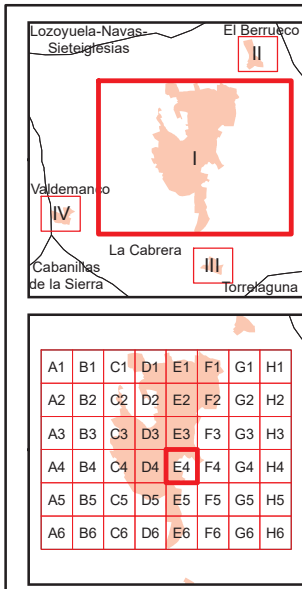 Lozoyuela-Navas-
Sieteiglesias
El Berrueco
II
I
Valdemanco
IV
La Cabrera
III
Cabanillas
de la Sierra
Torrelaguna
A1 B1 C1 D1 E1 F1 G1 H1
A2 B2 C2 D2 E2 F2 G2 H2
A3 B3 C3 D3 E3 F3 G3 H3
A4 B4 C4 D4 E4 F4 G4 H4
A5 B5 C5 D5 E5 F5 G5 H5
A6 B6 C6 D6 E6 F6 G6 H6